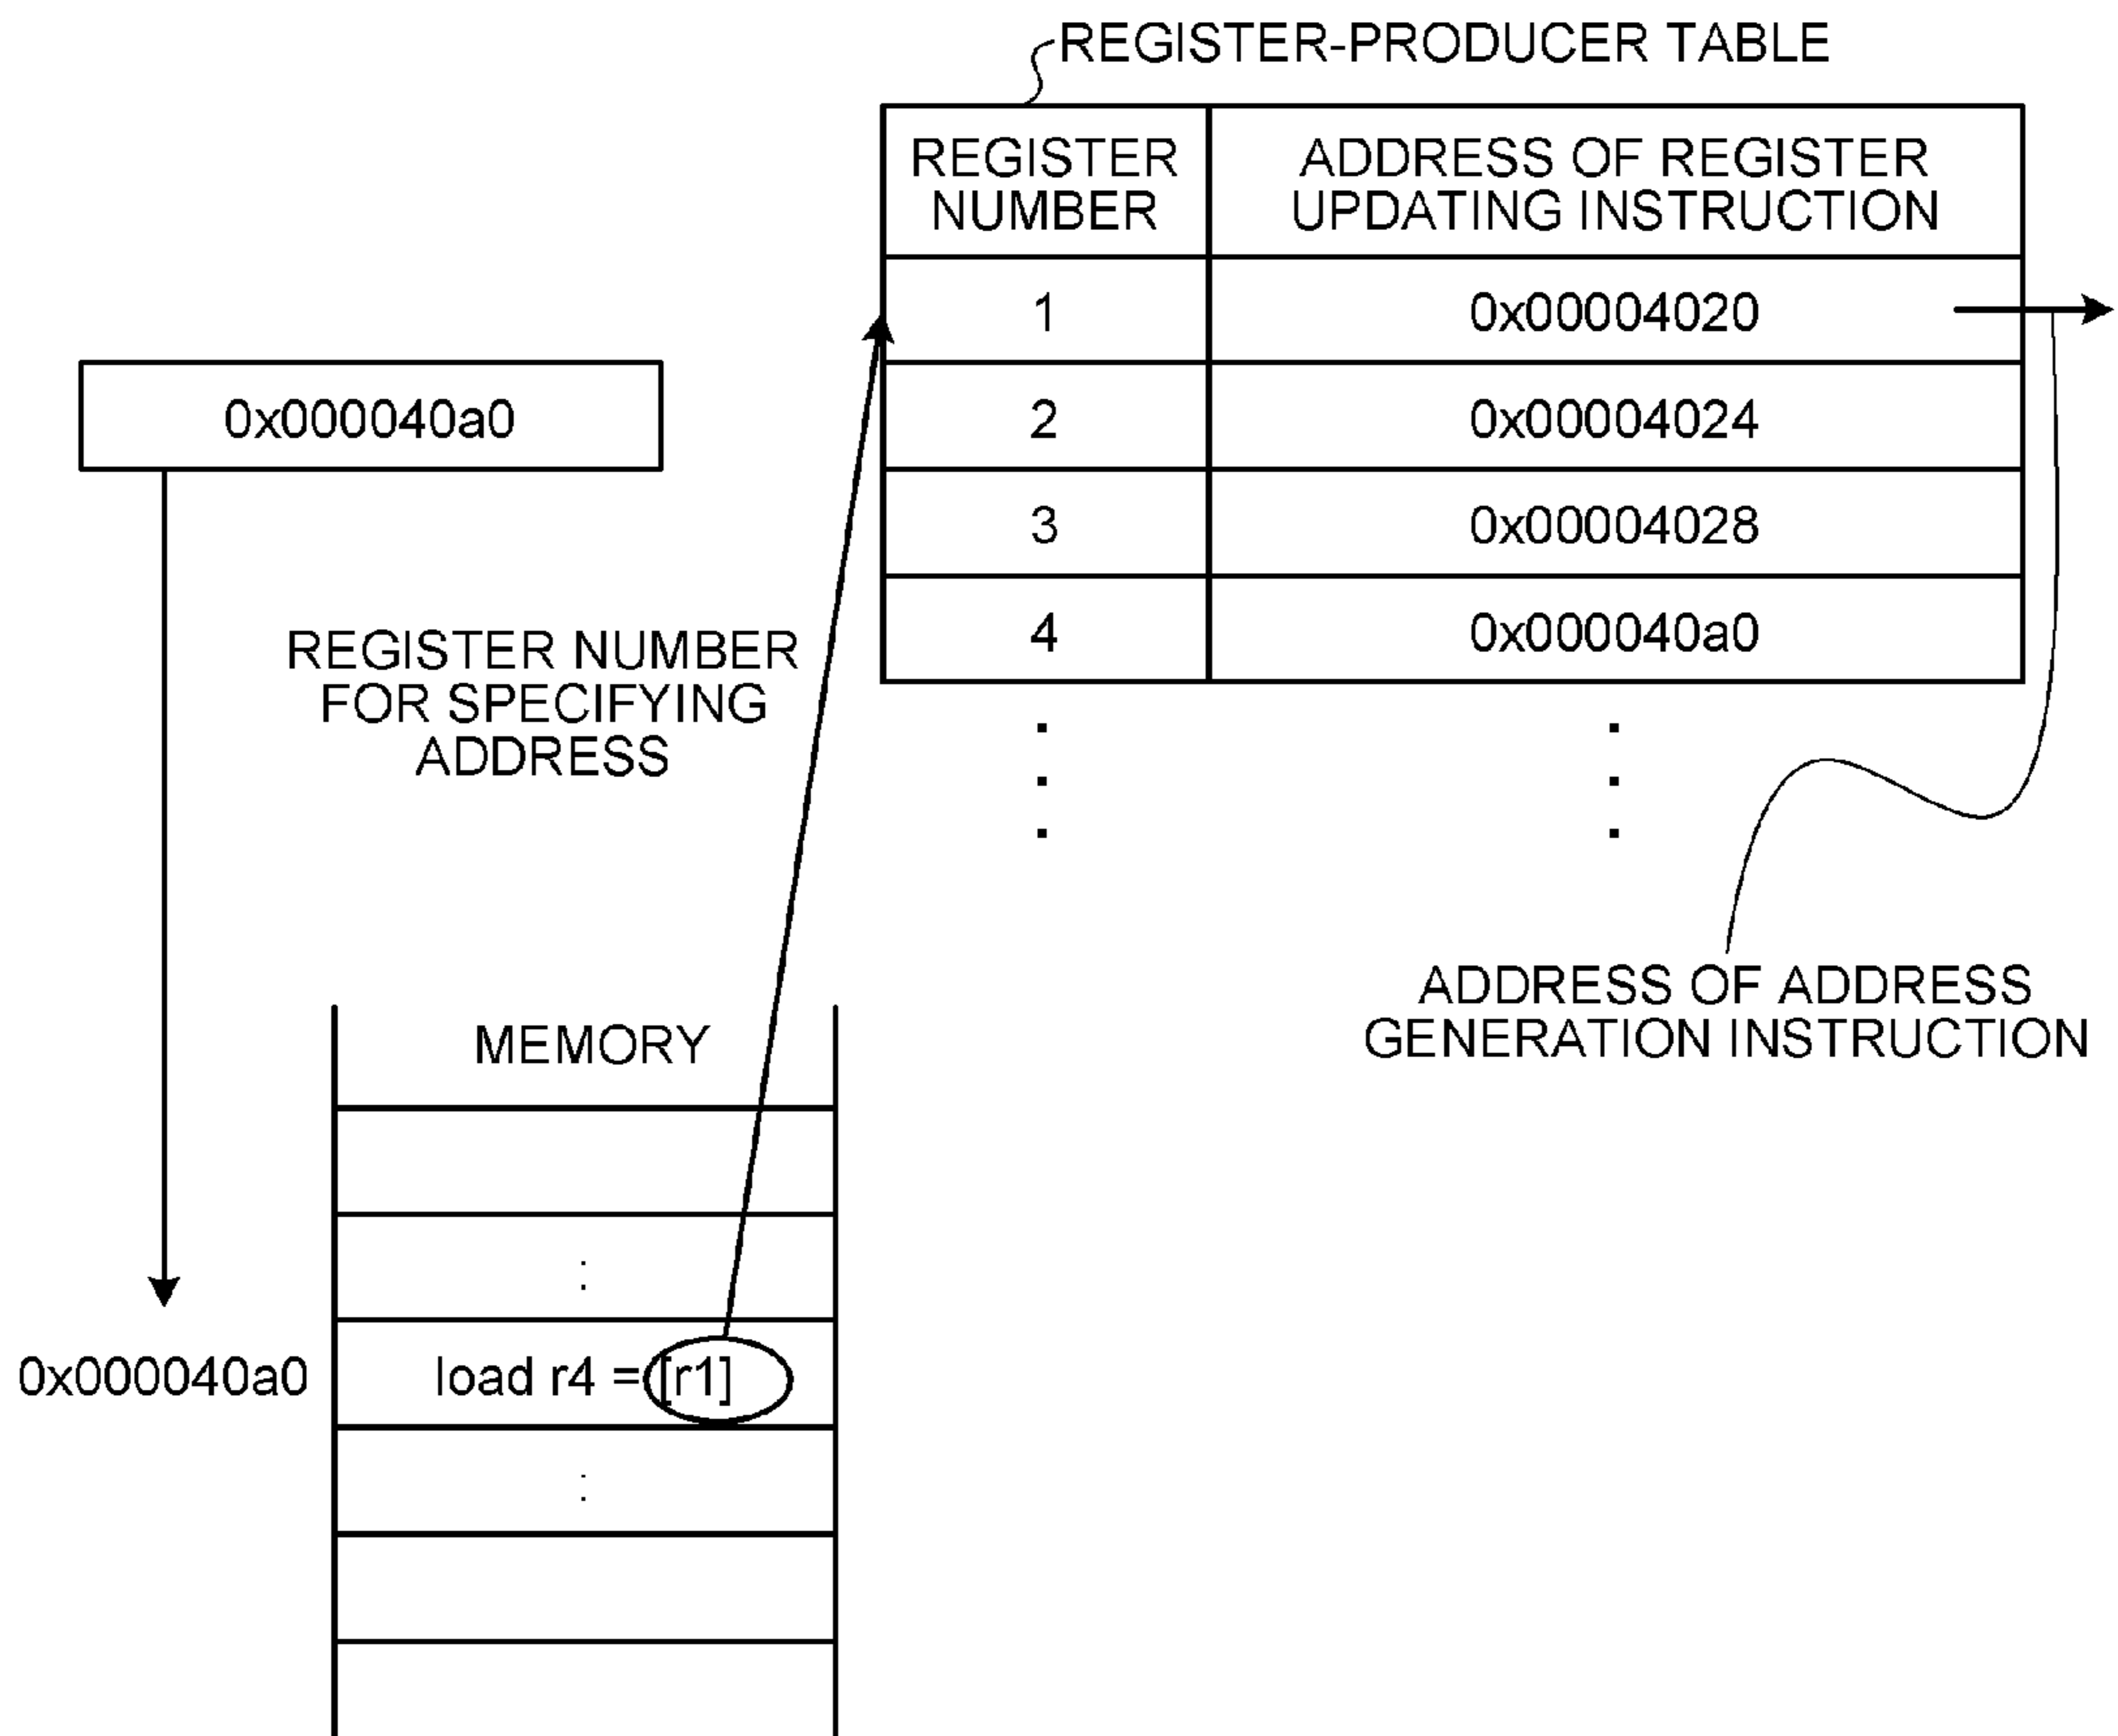 REGISTER-PRODUCER TABLE
REGISTER
NUMBER
ADDRESS OF REGISTER
UPDATING INSTRUCTION
1
0x00004020
2
0x00004024
3
0x00004028
4
0x000040a0
0x000040a0
REGISTER NUMBER
FOR SPECIFYING
ADDRESS
ADDRESS OF ADDRESS
GENERATION INSTRUCTION
MEMORY
:
0x000040a0
load r4 = [r1]
: